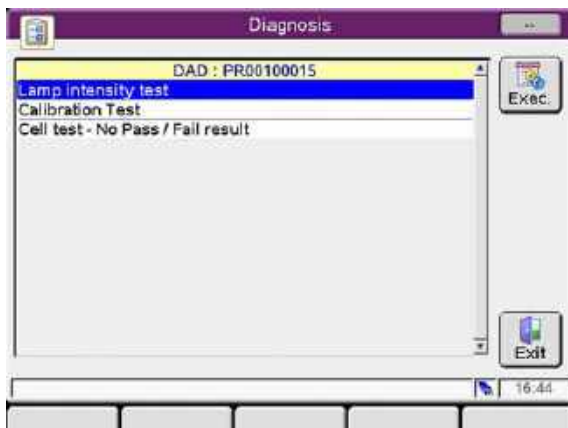 Diagnosis
--
DAD : PR00100015
Lamp intensity test
Calibration Test
Cell test - No Pass / Fail result
Exec.
Exit
16:44